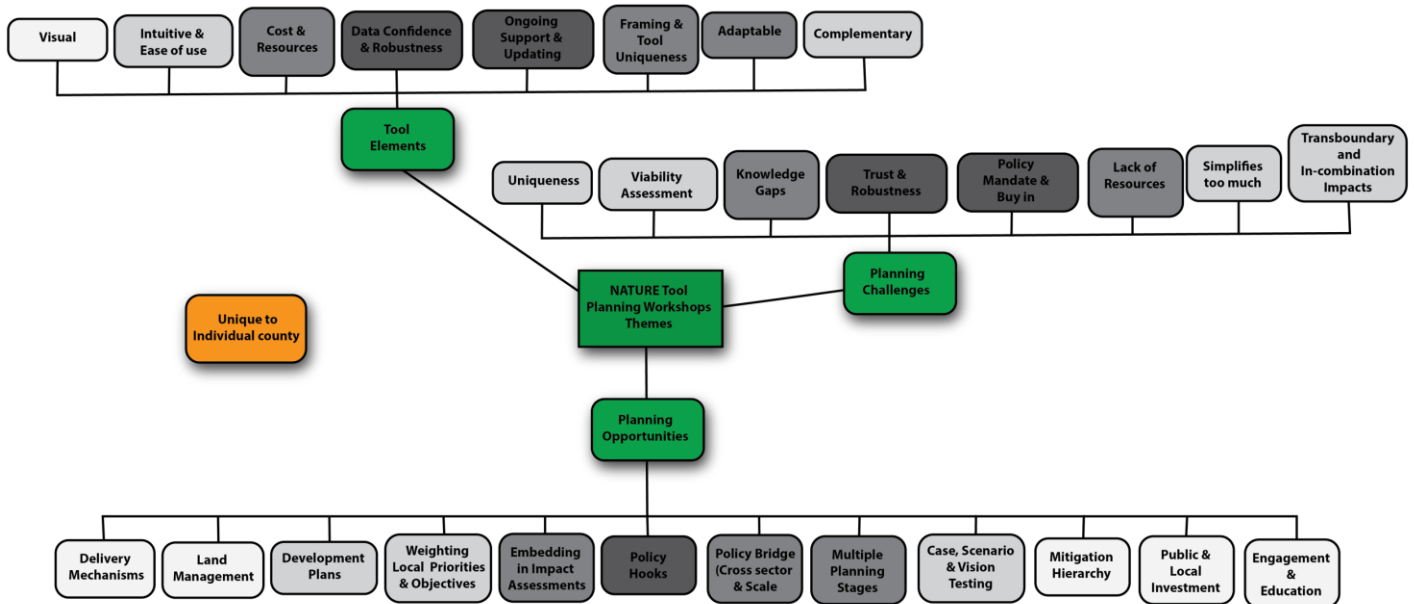 Visual
Intuitive &
Ease of use
Cost &
Resources
Data Confidence
& Robustness
Ongoing
Support &
Updating
Framing &
Tool
Uniqueness
Adaptable
Complementary
Tool
Elements
Uniqueness
Viability
Assessment
Knowledge
Gaps
Trust &
Robustness
Policy
Mandate &
Buy in
Lack of
Resources
Simplifies
too much
Transboundary
and
In-combination
Impacts
Planning
Challenges
NATURE Tool
Planning Workshops
Themes
Unique to
Individual county
Planning
Opportunities
Delivery
Mechanisms
Land
Management
Development
Plans
Weighting
Local Priorities
& Objectives
Embedding
in Impact
Assessments
Policy
Hooks
Policy Bridge
(Cross sector
& Scale
Multiple
Planning
Stages
Case, Scenario
& Vision
Testing
Mitigation
Hierarchy
Public &
Local
Investment
Engagement
&
Education